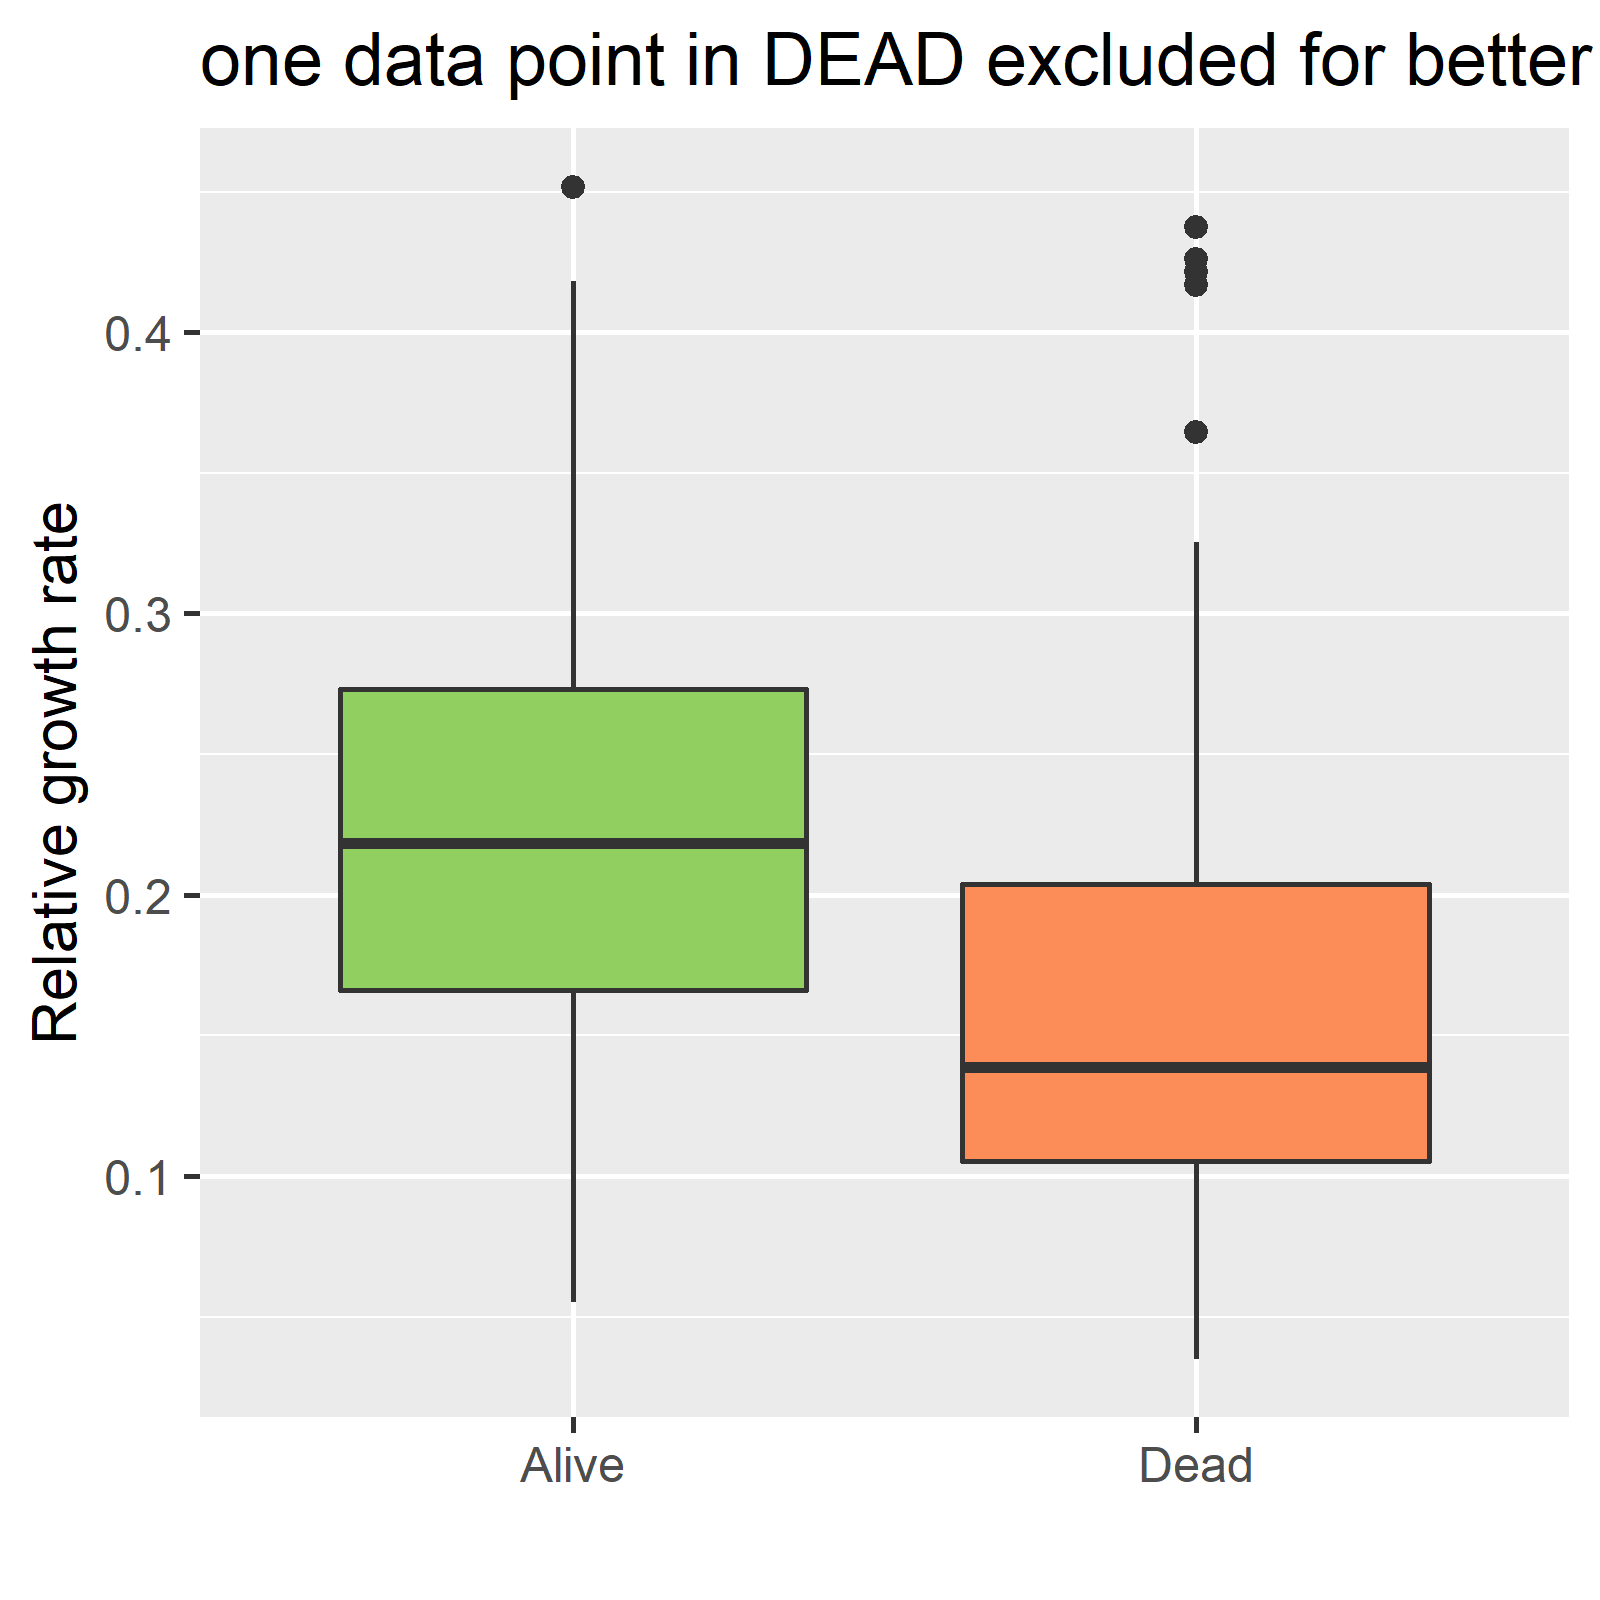 one data point in DEAD excluded for better
Relative growth rate
0.4
0.3
0.2
0.1
Alive
Dead